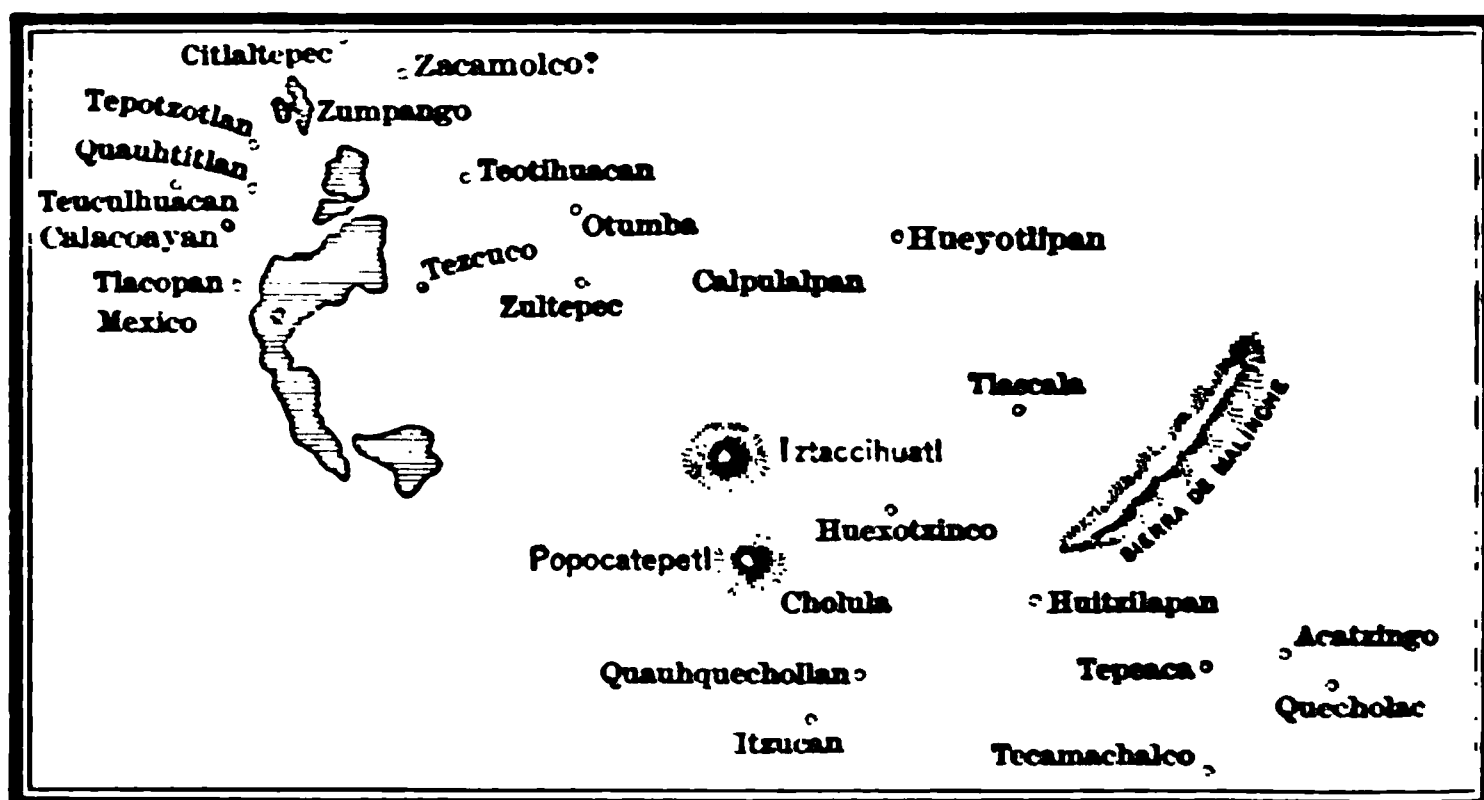 Citlaltepec
Zacamolco?
Tepotzotlan
Zumpango
Quauhtitlan
Teotihuacan
Teuculhuacan
Otumba
Calacoayan
Hueyotlipan
Tezcuco
Tlacopan
Calpulalpan
Zultepec
Mexico
Tlascala
Iztaccihuatl
SIERRA DE MALINCHE
Huexotzinco
Popocatepetl
Cholula
Huitzilapan
Acatzingo
Quauhquechollan
Tepeaca
Quecholac
Itzucan
Tecamachalco